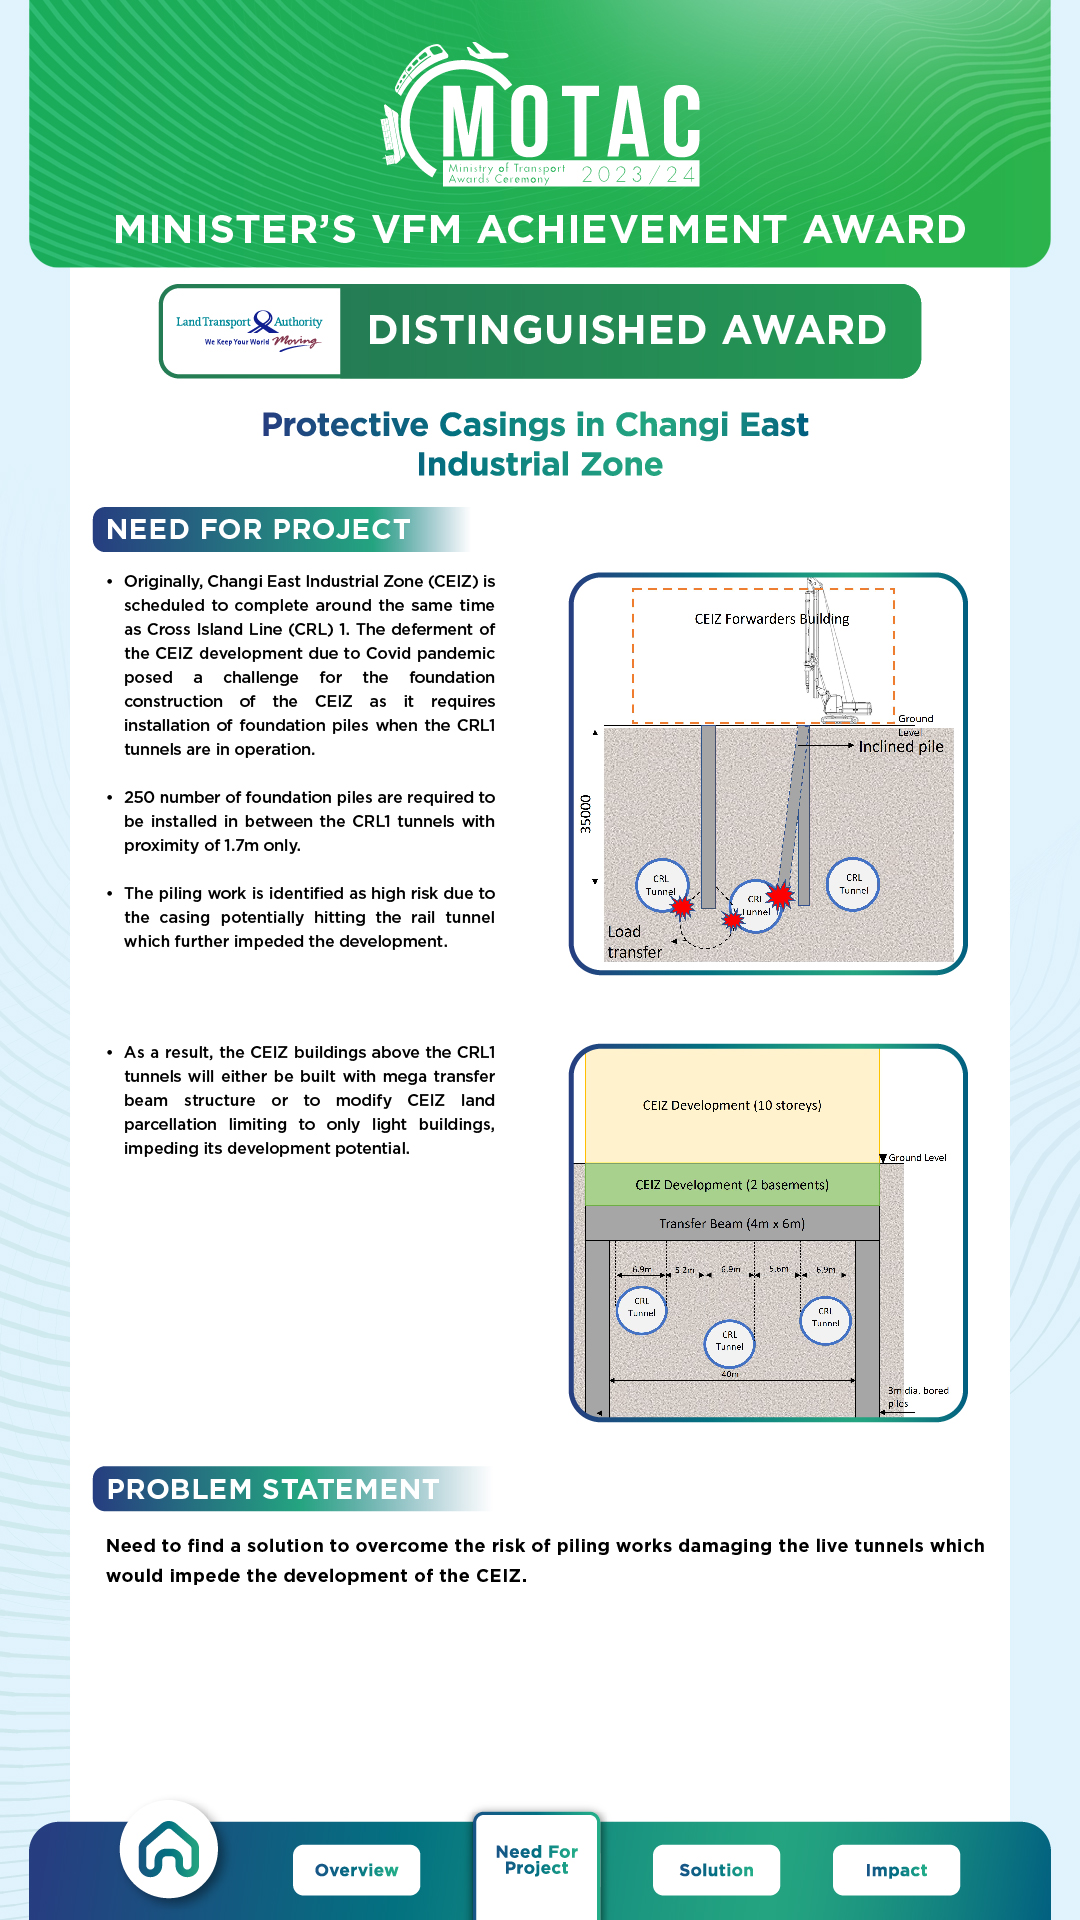 MOTAC
Ministry of Transport
Awards Ceremony 2023/24
MINISTER’S VFM ACHIEVEMENT AWARD
Land Transport Authority
We Keep Your World Moving
DISTINGUISHED AWARD
Protective Casings in Changi East
Industrial Zone
NEED FOR PROJECT
• Originally, Changi East Industrial Zone (CEIZ) is
scheduled to complete around the same time
as Cross Island Line (CRL) 1. The deferment of
the CEIZ development due to Covid pandemic
posed a challenge for the foundation
construction of the CEIZ as it requires
installation of foundation piles when the CRL1
tunnels are in operation.
• 250 number of foundation piles are required to
be installed in between the CRL1 tunnels with
proximity of 1.7m only.
• The piling work is identified as high risk due to
the casing potentially hitting the rail tunnel
which further impeded the development.
CEIZ Forwarders Building
Ground
Level
Inclined pile
35000
CRL
Tunnel
CRL
Tunnel
CRL
Tunnel
Load
transfer
• As a result, the CEIZ buildings above the CRL1
tunnels will either be built with mega transfer
beam structure or to modify CEIZ land
parcellation limiting to only light buildings,
impeding its development potential.
CEIZ Development (10 storeys)
Ground Level
CEIZ Development (2 basements)
Transfer Beam (4m x 6m)
6.9m 5.2m 6.9m 5.6m 6.9m
CRL
Tunnel
CRL
Tunnel
CRL
Tunnel
40m
3m dia. bored
piles
PROBLEM STATEMENT
Need to find a solution to overcome the risk of piling works damaging the live tunnels which
would impede the development of the CEIZ.
Overview
Need For
Project
Solution
Impact